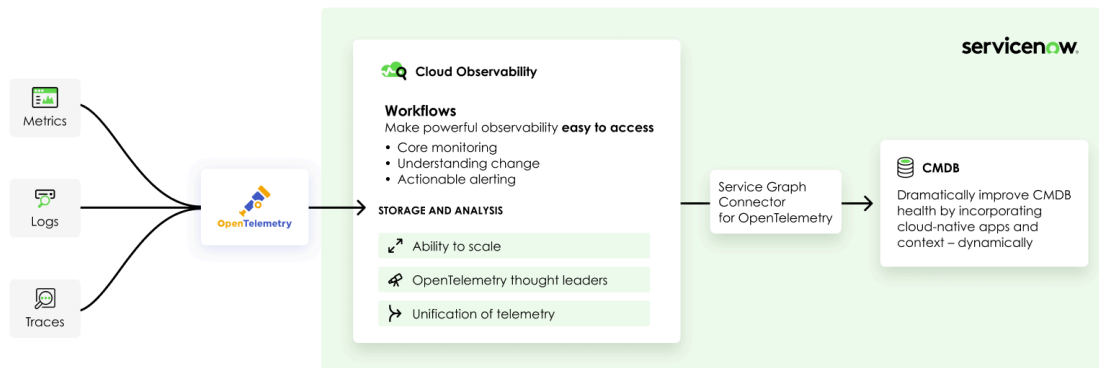 servicenow.
Metrics
Logs
Traces
OpenTelemetry
Cloud Observability
Workflows
Make powerful observability easy to access
• Core monitoring
• Understanding change
• Actionable alerting
STORAGE AND ANALYSIS
Ability to scale
OpenTelemetry thought leaders
Unification of telemetry
Service Graph
Connector
for OpenTelemetry
CMDB
Dramatically improve CMDB
health by incorporating
cloud-native apps and
context – dynamically